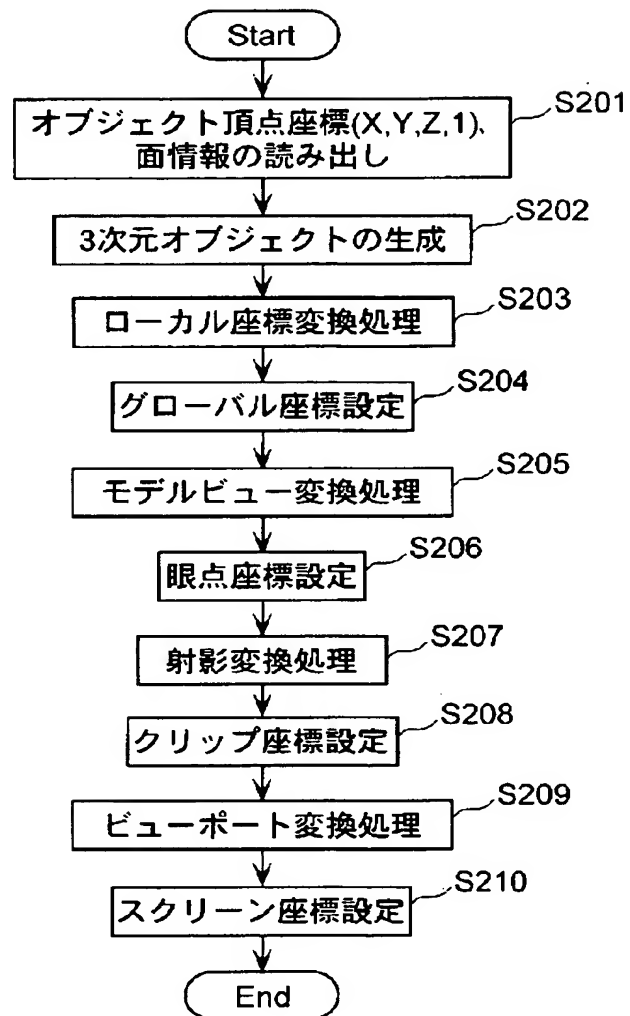 Start
オブジェクト頂点座標(X,Y,Z,1)、
面情報の読み出し
S201
3次元オブジェクトの生成
S202
ローカル座標変換処理
S203
グローバル座標設定
S204
モデルビュー変換処理
S205
眼点座標設定
S206
射影変換処理
S207
クリップ座標設定
S208
ビューポート変換処理
S209
スクリーン座標設定
S210
End